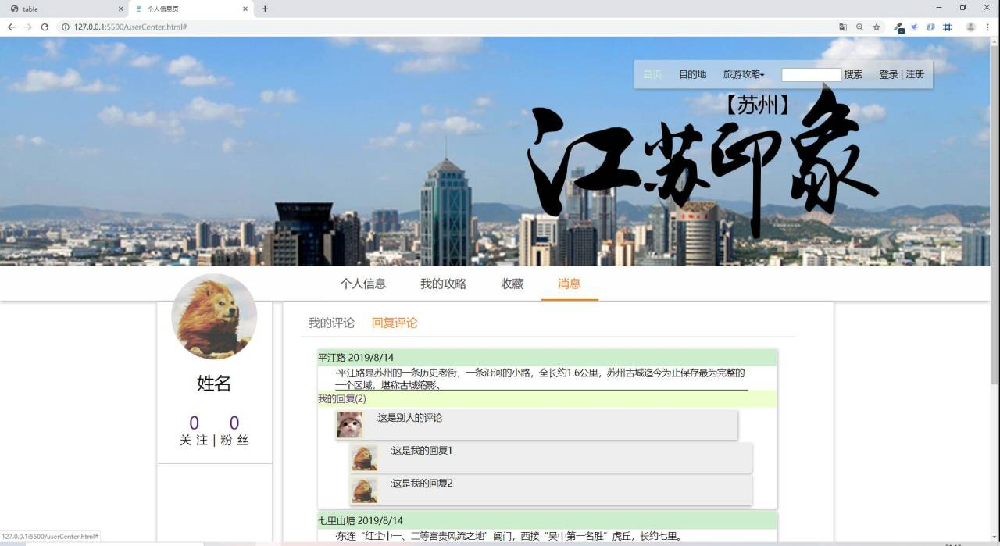 table
个人信息页
127.0.0.1:5500/userCenter.html#
首页 目的地 旅游攻略 搜索 登录 | 注册
【苏州】
江苏印象
个人信息 我的攻略 收藏 消息
姓名
0 0
关 注 | 粉 丝
我的评论 回复评论
平江路 2019/8/14
·平江路是苏州的一条历史老街，一条沿河的小路，全长约1.6公里，苏州古城迄今为止保存最为完整的
一个区域，堪称古城缩影。
我的回复(2)
:这是别人的评论
:这是我的回复1
:这是我的回复2
七里山塘 2019/8/14
·东连“红尘中一、二等富贵风流之地”阊门，西接“吴中第一名胜”虎丘，长约七里。
127.0.0.1:5500/userCenter.html#